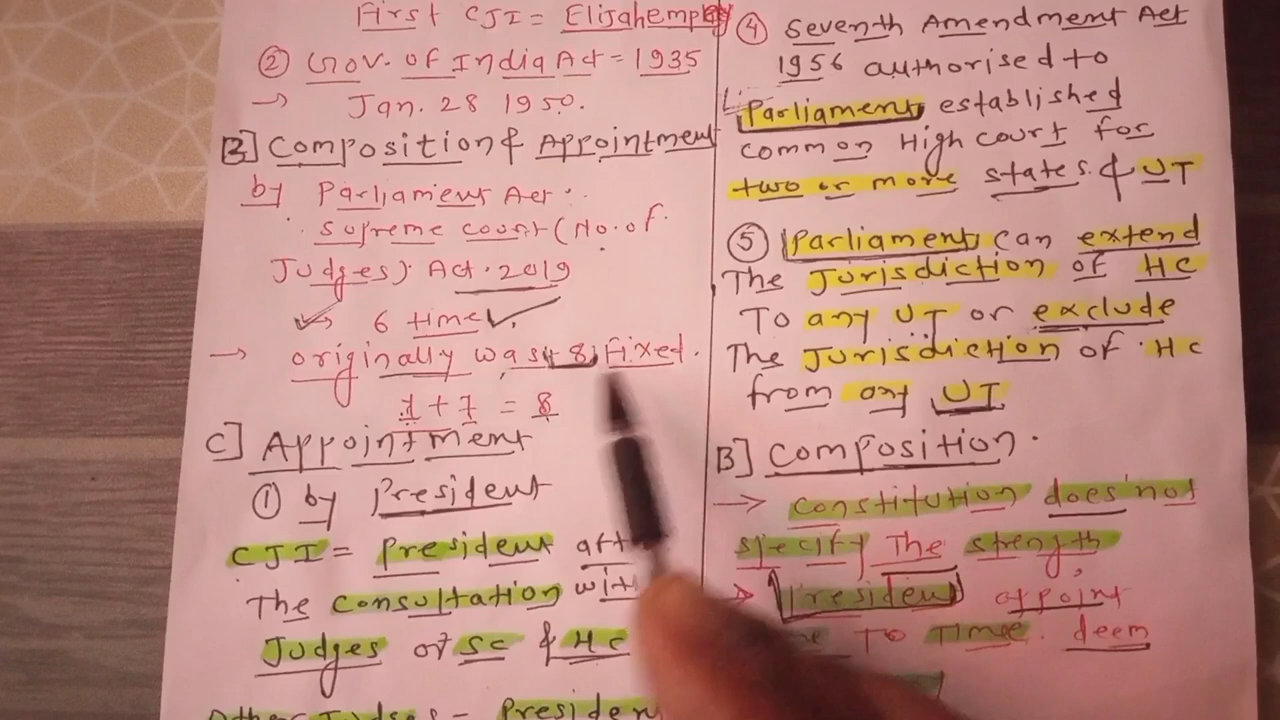 First CJI = Elijahempey
② Gov. of India Act = 1935
→ Jan. 28 1950.
B] Composition & Appointment
by Parliament Act.
Supreme court (No. of
Judges) Act. 2019
→ 6 time ✓.
→ originally was 8 fixed.
1 + 7 = 8
C] Appointment
① by President
CJI = President
The consultation with
Judges of SC & HC
④ Seventh Amendment Act
1956 authorised to
Parliament established
common High court for
two or more states. & UT
⑤ Parliament can extend
The Jurisdiction of HC
To any UT or exclude
The Jurisdiction of HC
from any UT
B] Composition.
→ constitution does not
specify The strength
→ President appoint
To Time. deem